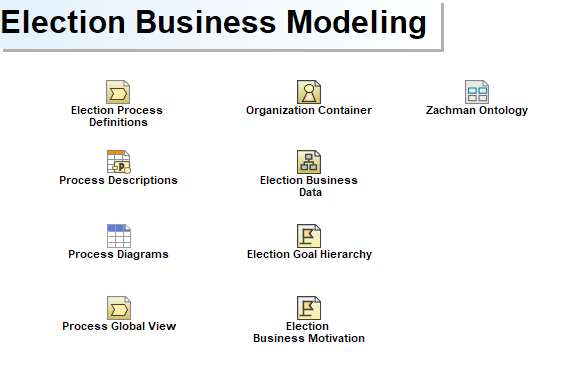 Election Business Modeling
Election Process
Definitions
Organization Container
Zachman Ontology
Process Descriptions
Election Business
Data
Process Diagrams
Election Goal Hierarchy
Process Global View
Election
Business Motivation